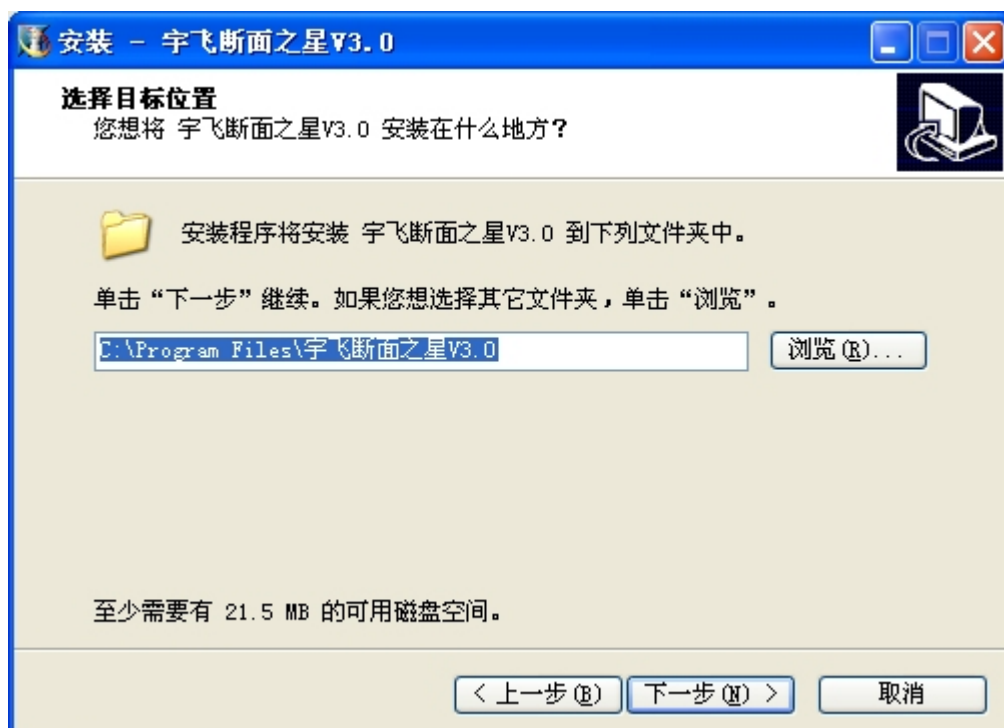 安装 - 宇飞断面之星V3.0
选择目标位置
您想将 宇飞断面之星V3.0 安装在什么地方?
安装程序将安装 宇飞断面之星V3.0 到下列文件夹中。
单击“下一步”继续。如果您想选择其它文件夹，单击“浏览”。
C:\Program Files\宇飞断面之星V3.0
浏览(R)...
至少需要有 21.5 MB 的可用磁盘空间。
< 上一步(B) 下一步(N) > 取消